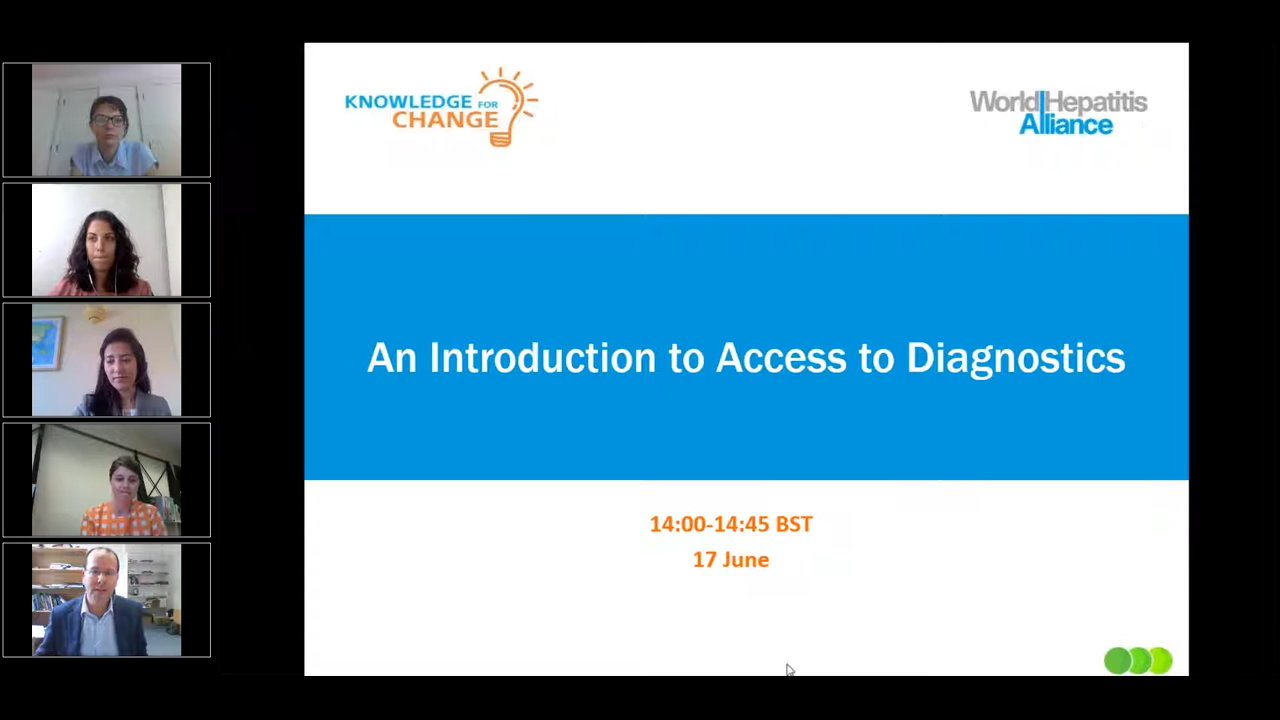 KNOWLEDGE FOR
CHANGE
World Hepatitis
Alliance
An Introduction to Access to Diagnostics
14:00-14:45 BST
17 June